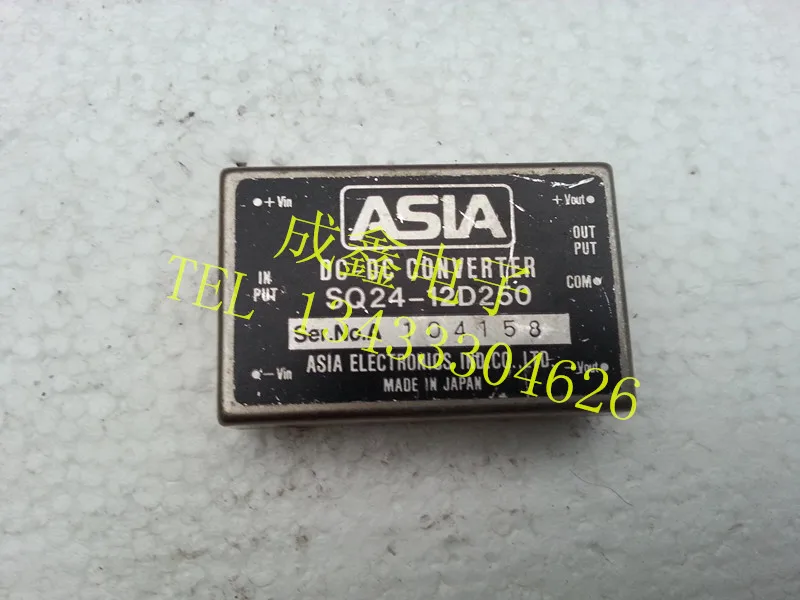 ASIA
+Vin
+Vout
成鑫电子
OUT
PUT
DC-DC CONVERTER
IN
PUT
COM
SQ24-12D250
TEL 13433304626
Ser.No.A 304158
ASIA ELECTRONICS IND CO.,LTD
-Vin
-Vout
MADE IN JAPAN